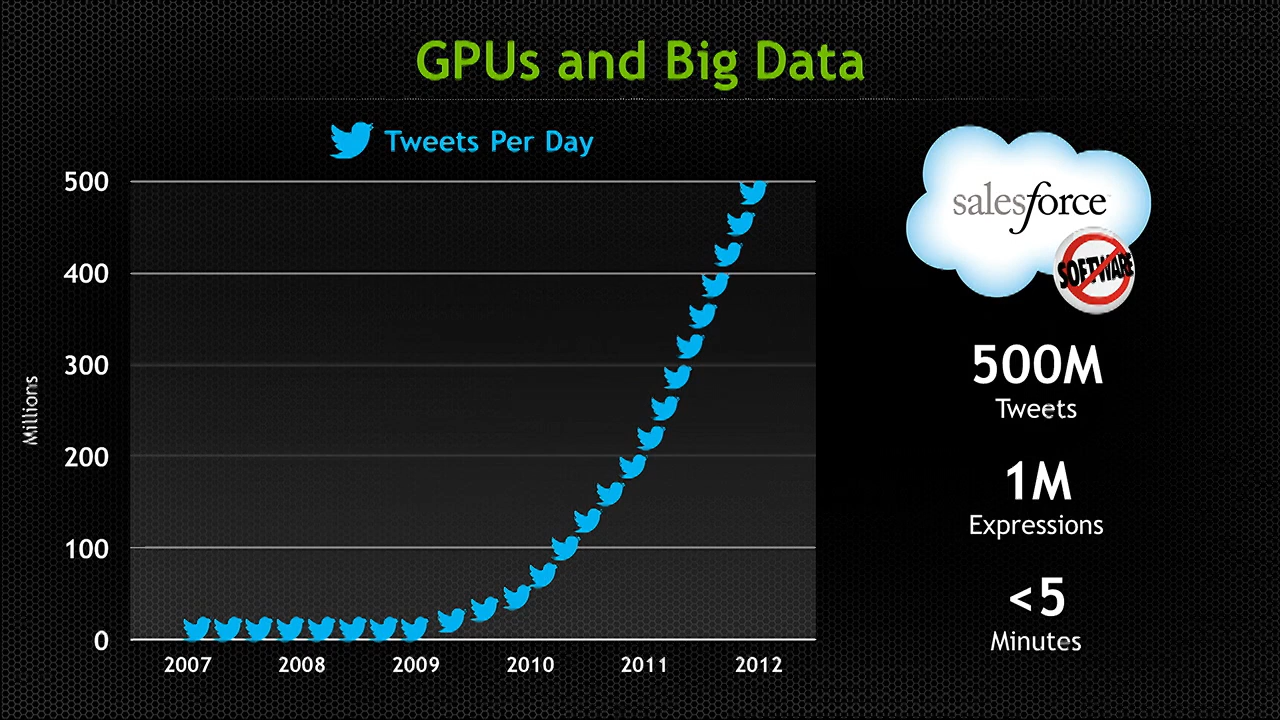 GPUs and Big Data
Tweets Per Day
500
400
300
200
100
0
Millions
2007 2008 2009 2010 2011 2012
salesforce
SOFTWARE
500M
Tweets
1M
Expressions
<5
Minutes